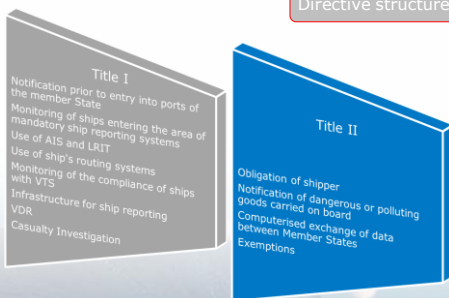 Directive structure
Title I
Notification prior to entry into ports of
the member State
Monitoring of ships entering the area of
mandatory ship reporting systems
Use of AIS and LRIT
Use of ship's routing systems
Monitoring of the compliance of ships
with VTS
Infrastructure for ship reporting
VDR
Casualty Investigation
Title II
Obligation of shipper
Notification of dangerous or polluting
goods carried on board
Computerised exchange of data
between Member States
Exemptions